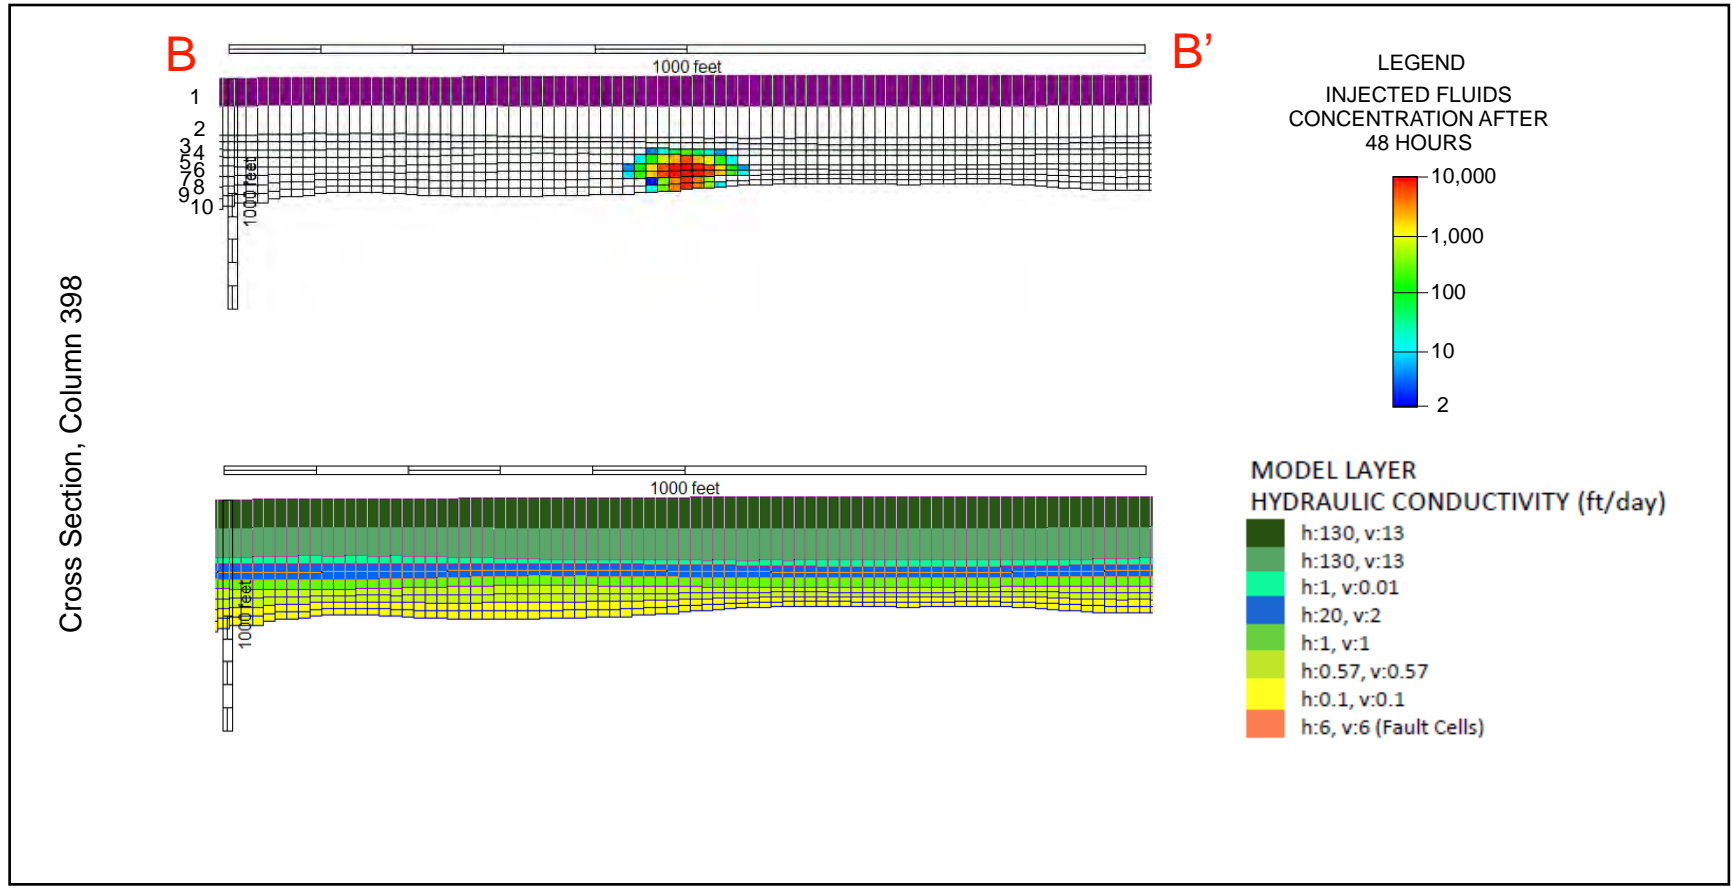 B
B’
1000 feet
1
2
3
4
5
6
7
8
9
10
1000 feet
Cross Section, Column 398
LEGEND
INJECTED FLUIDS
CONCENTRATION AFTER
48 HOURS
10,000
1,000
100
10
2
1000 feet
1000 feet
MODEL LAYER
HYDRAULIC CONDUCTIVITY (ft/day)
h:130, v:13
h:130, v:13
h:1, v:0.01
h:20, v:2
h:1, v:1
h:0.57, v:0.57
h:0.1, v:0.1
h:6, v:6 (Fault Cells)